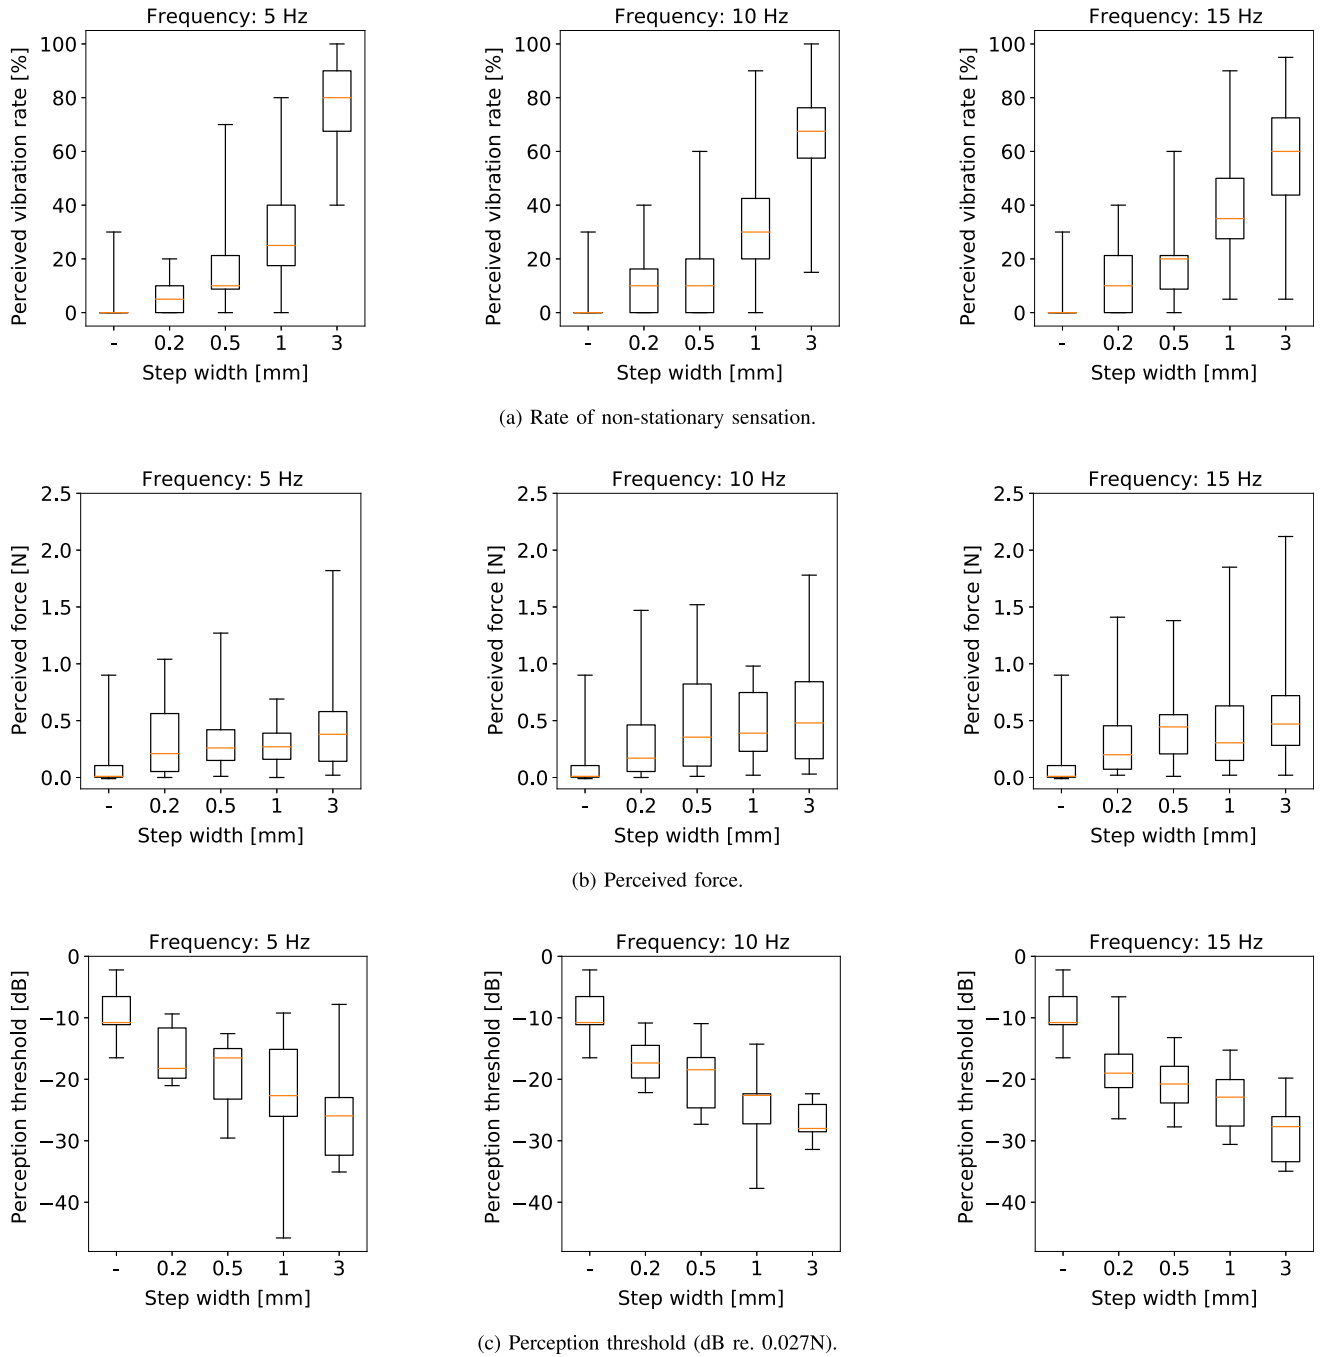 Frequency: 5 Hz
Perceived vibration rate [%]
100
80
60
40
20
0
- 0.2 0.5 1 3
Step width [mm]
Frequency: 10 Hz
Perceived vibration rate [%]
100
80
60
40
20
0
- 0.2 0.5 1 3
Step width [mm]
Frequency: 15 Hz
Perceived vibration rate [%]
100
80
60
40
20
0
- 0.2 0.5 1 3
Step width [mm]
(a) Rate of non-stationary sensation.
Frequency: 5 Hz
Perceived force [N]
2.5
2.0
1.5
1.0
0.5
0.0
- 0.2 0.5 1 3
Step width [mm]
Frequency: 10 Hz
Perceived force [N]
2.5
2.0
1.5
1.0
0.5
0.0
- 0.2 0.5 1 3
Step width [mm]
Frequency: 15 Hz
Perceived force [N]
2.5
2.0
1.5
1.0
0.5
0.0
- 0.2 0.5 1 3
Step width [mm]
(b) Perceived force.
Frequency: 5 Hz
Perception threshold [dB]
0
−10
−20
−30
−40
- 0.2 0.5 1 3
Step width [mm]
Frequency: 10 Hz
Perception threshold [dB]
0
−10
−20
−30
−40
- 0.2 0.5 1 3
Step width [mm]
Frequency: 15 Hz
Perception threshold [dB]
0
−10
−20
−30
−40
- 0.2 0.5 1 3
Step width [mm]
(c) Perception threshold (dB re. 0.027N).